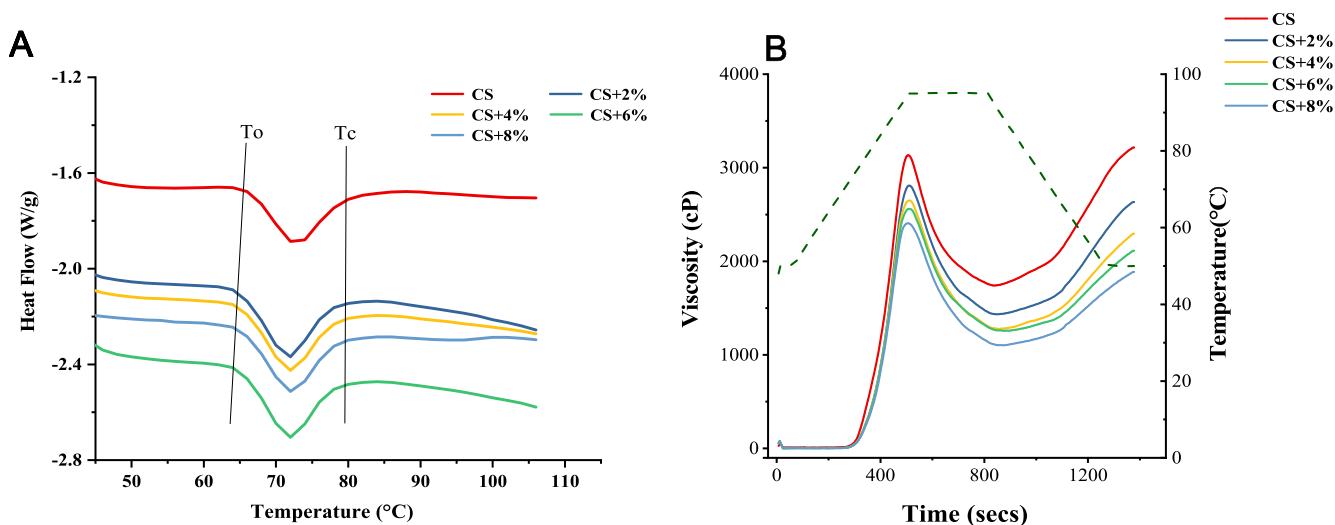 A
-1.2
-1.6
-2.0
-2.4
-2.8
Heat Flow (W/g)
50 60 70 80 90 100 110
Temperature (°C)
CS CS+2%
CS+4% CS+6%
CS+8%
To Tc
B
CS
CS+2%
CS+4%
CS+6%
CS+8%
4000
3000
2000
1000
0
Viscosity (cP)
0 400 800 1200
Time (secs)
100
80
60
40
20
0
Temperature(°C)